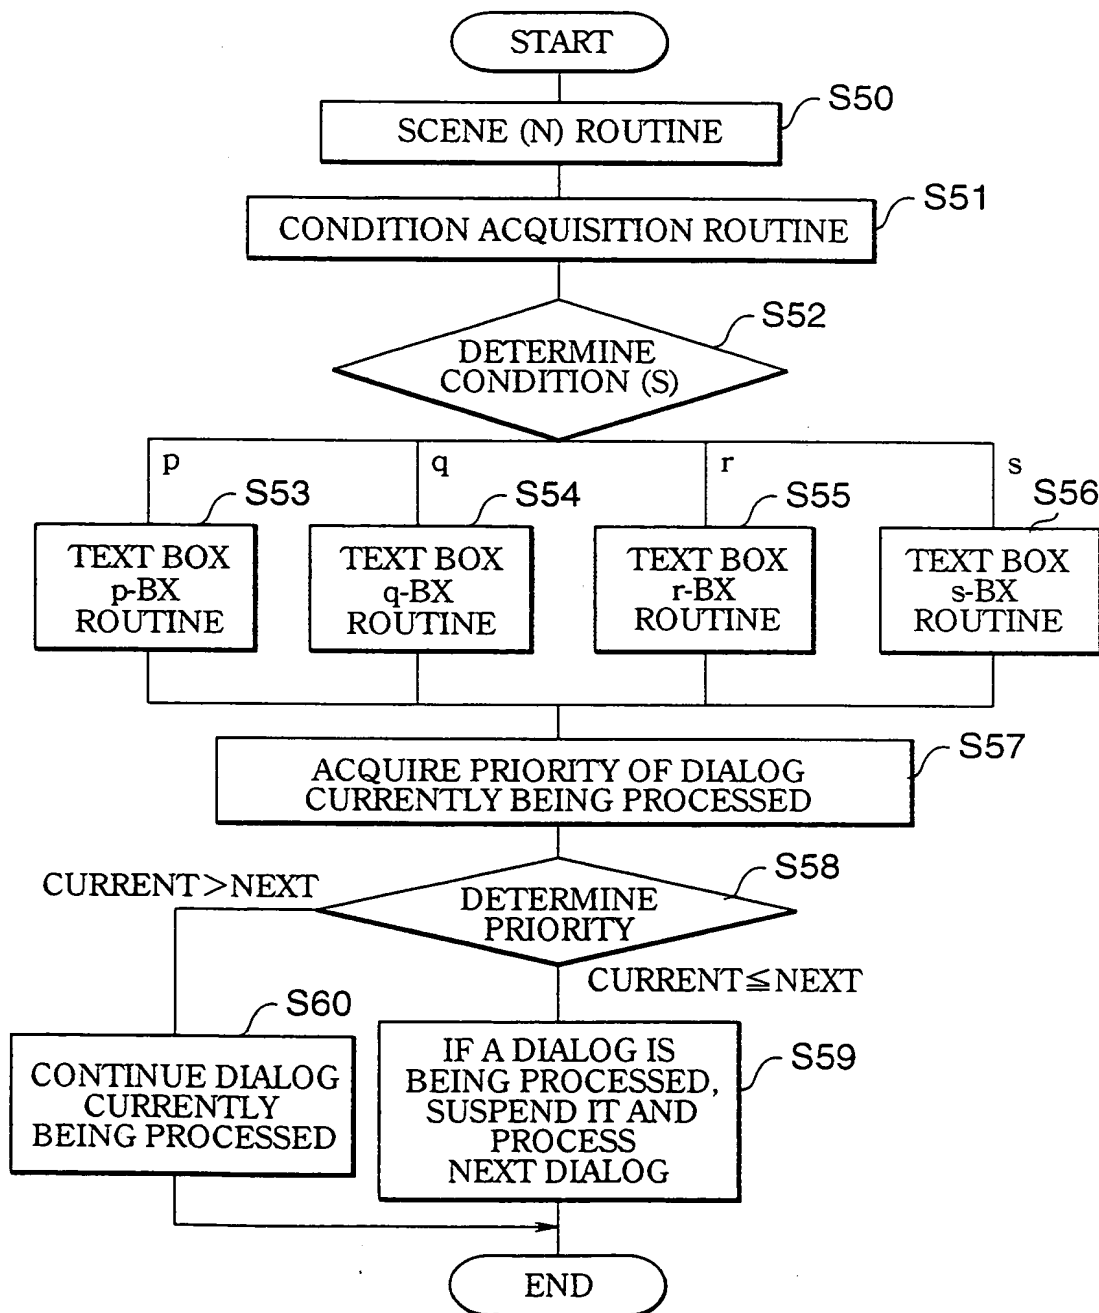 START
S50
SCENE (N) ROUTINE
S51
CONDITION ACQUISITION ROUTINE
S52
DETERMINE
CONDITION (S)
p
q
r
s
S53
S54
S55
S56
TEXT BOX
p-BX
ROUTINE
TEXT BOX
q-BX
ROUTINE
TEXT BOX
r-BX
ROUTINE
TEXT BOX
s-BX
ROUTINE
S57
ACQUIRE PRIORITY OF DIALOG
CURRENTLY BEING PROCESSED
S58
CURRENT>NEXT
DETERMINE
PRIORITY
CURRENT≦NEXT
S60
CONTINUE DIALOG
CURRENTLY
BEING PROCESSED
S59
IF A DIALOG IS
BEING PROCESSED,
SUSPEND IT AND
PROCESS
NEXT DIALOG
END